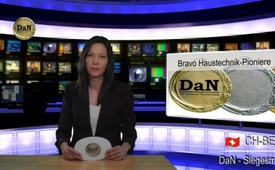 DaN
Bravo Haustechnik-Pioniere
DaN
CH-BE
DaN - Siegesm